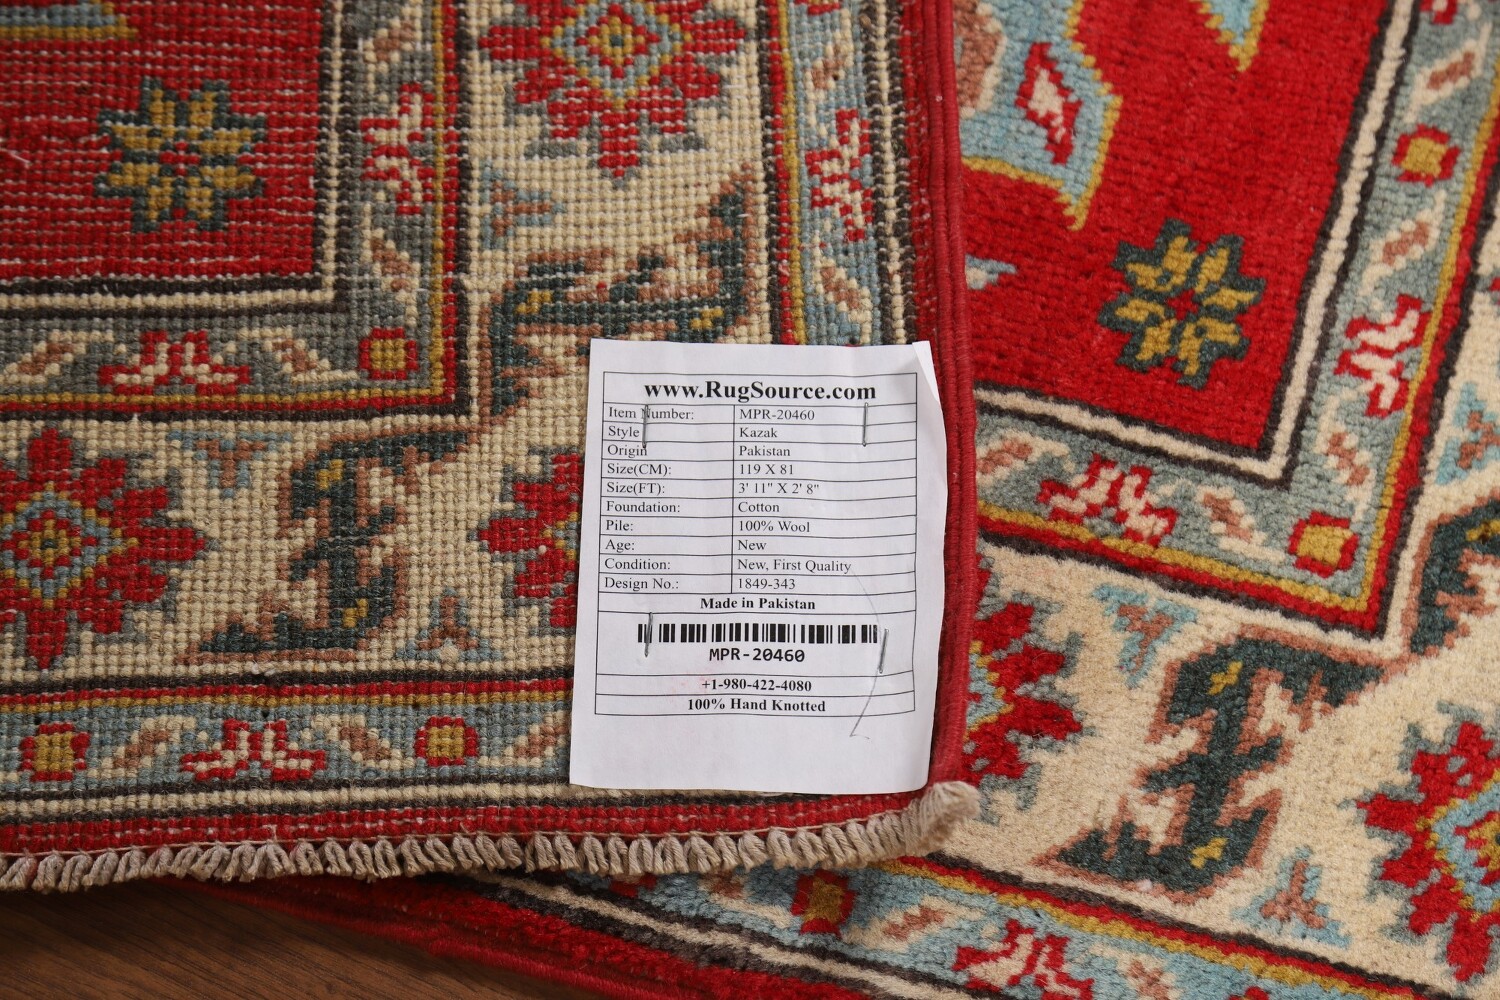 www.RugSource.com
Item Number: MPR-20460
Style Kazak
Origin Pakistan
Size(CM): 119 X 81
Size(FT): 3' 11" X 2' 8"
Foundation: Cotton
Pile: 100% Wool
Age: New
Condition: New, First Quality
Design No.: 1849-343
Made in Pakistan
MPR-20460
+1-980-422-4080
100% Hand Knotted